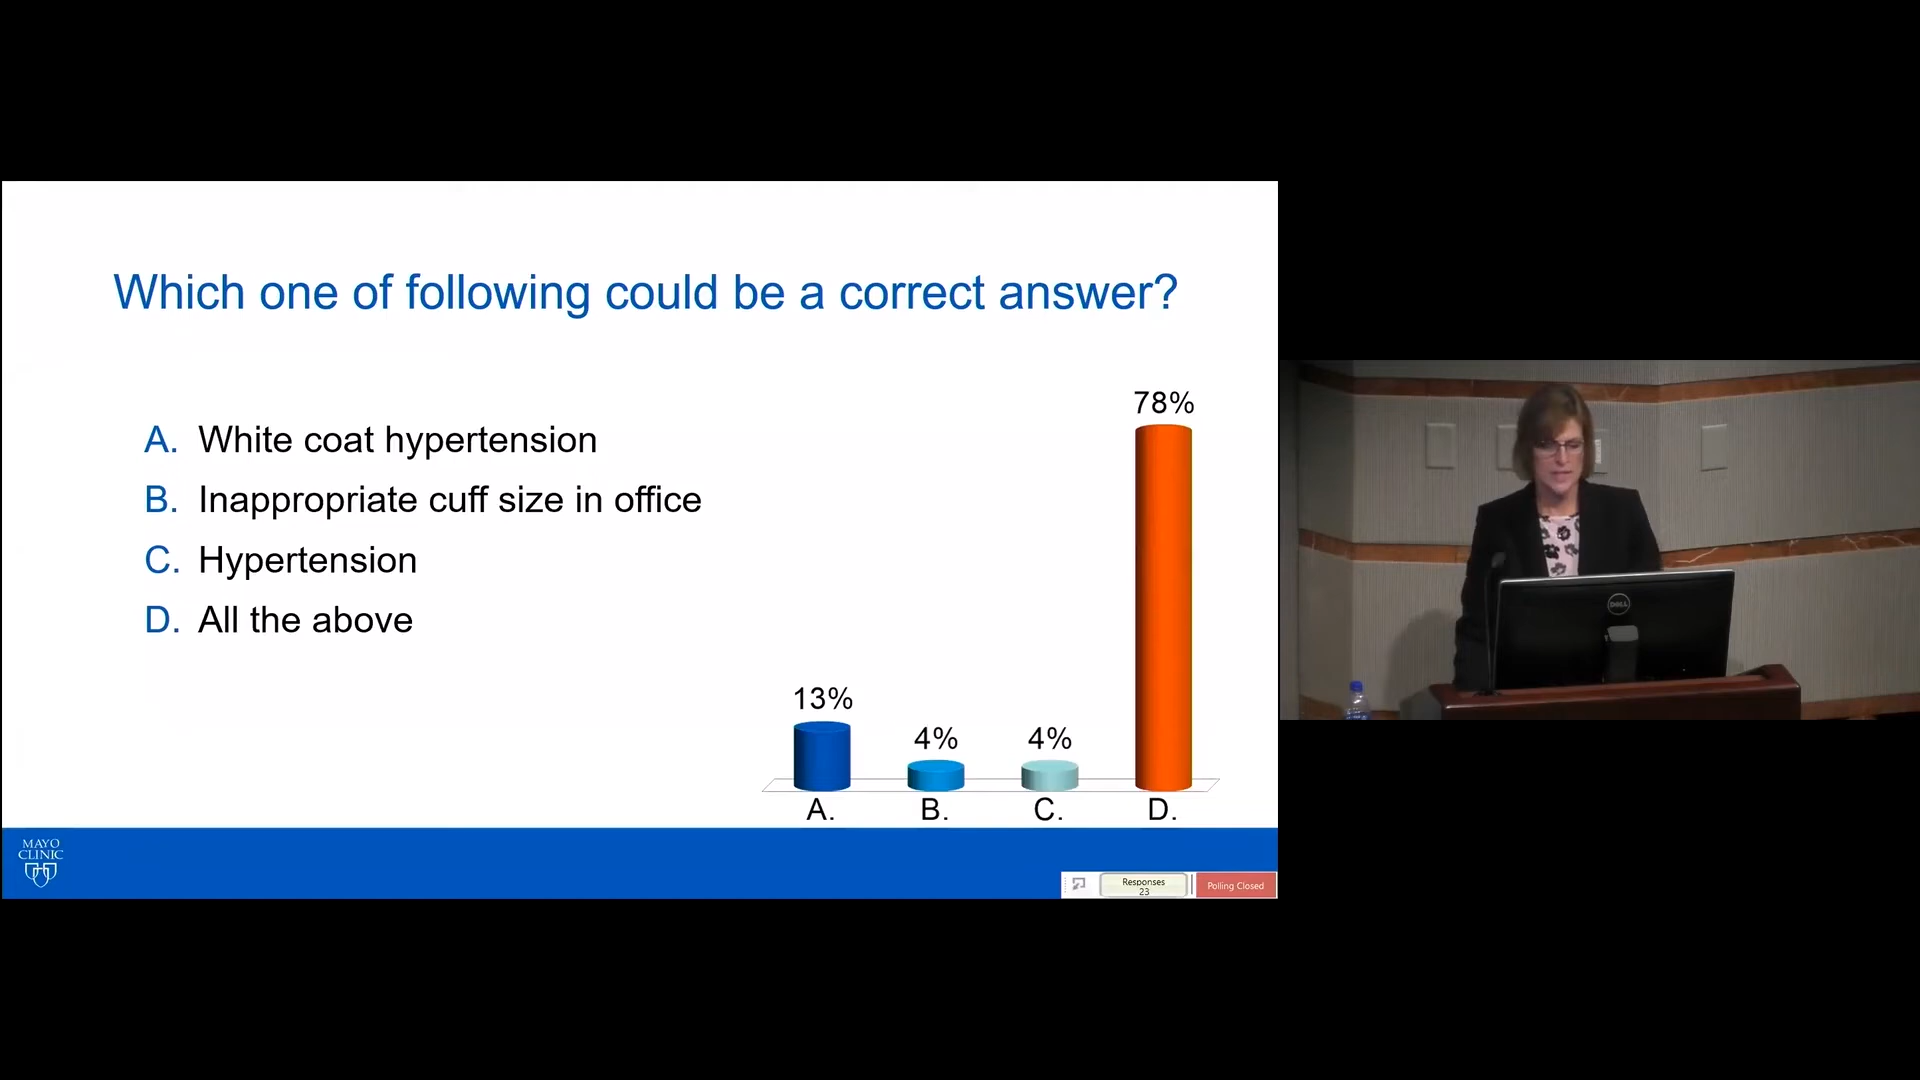 Which one of following could be a correct answer?
A. White coat hypertension
B. Inappropriate cuff size in office
C. Hypertension
D. All the above
13%
4%
4%
78%
A.
B.
C.
D.
MAYO
CLINIC
Responses
23
Polling Closed
DELL